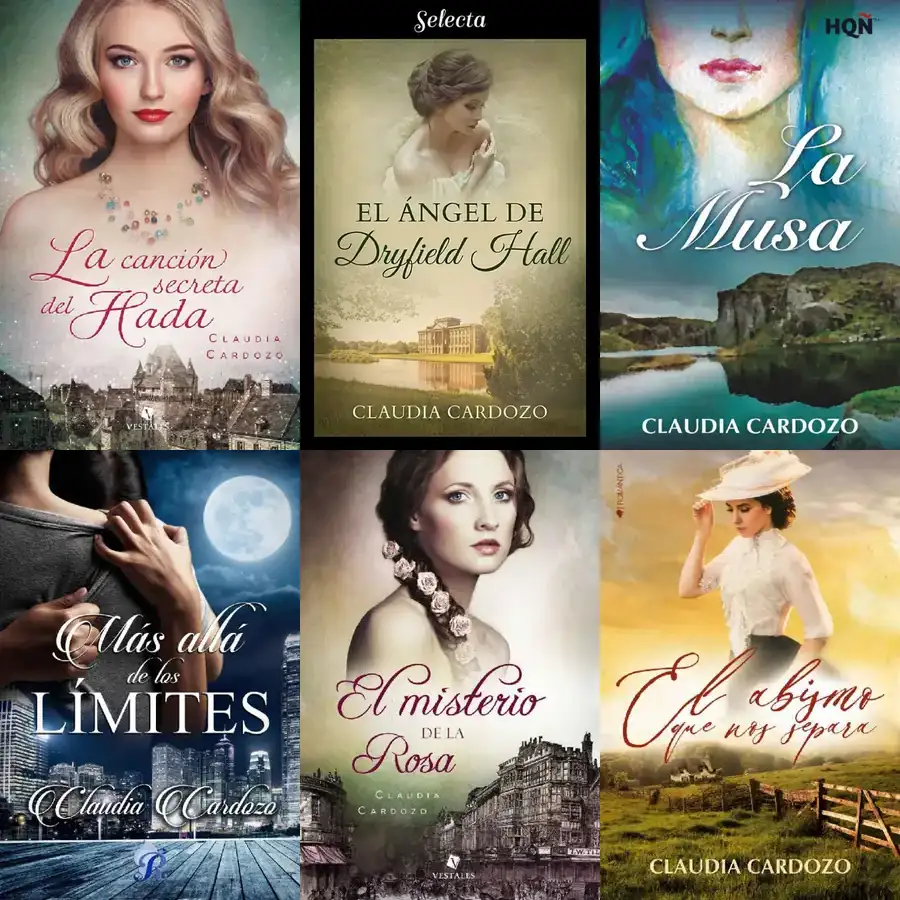 La canción
secreta
del Hada
CLAUDIA
CARDOZO
VESTALES
Selecta
EL ÁNGEL DE
Dryfield Hall
CLAUDIA CARDOZO
HQÑ
La
Musa
CLAUDIA CARDOZO
Más allá
de los
LÍMITES
Claudia Cardozo
El misterio
DE LA
Rosa
CLAUDIA
CARDOZO
VESTALES
ROMÁNTICA
El abismo
que nos separa
CLAUDIA CARDOZO